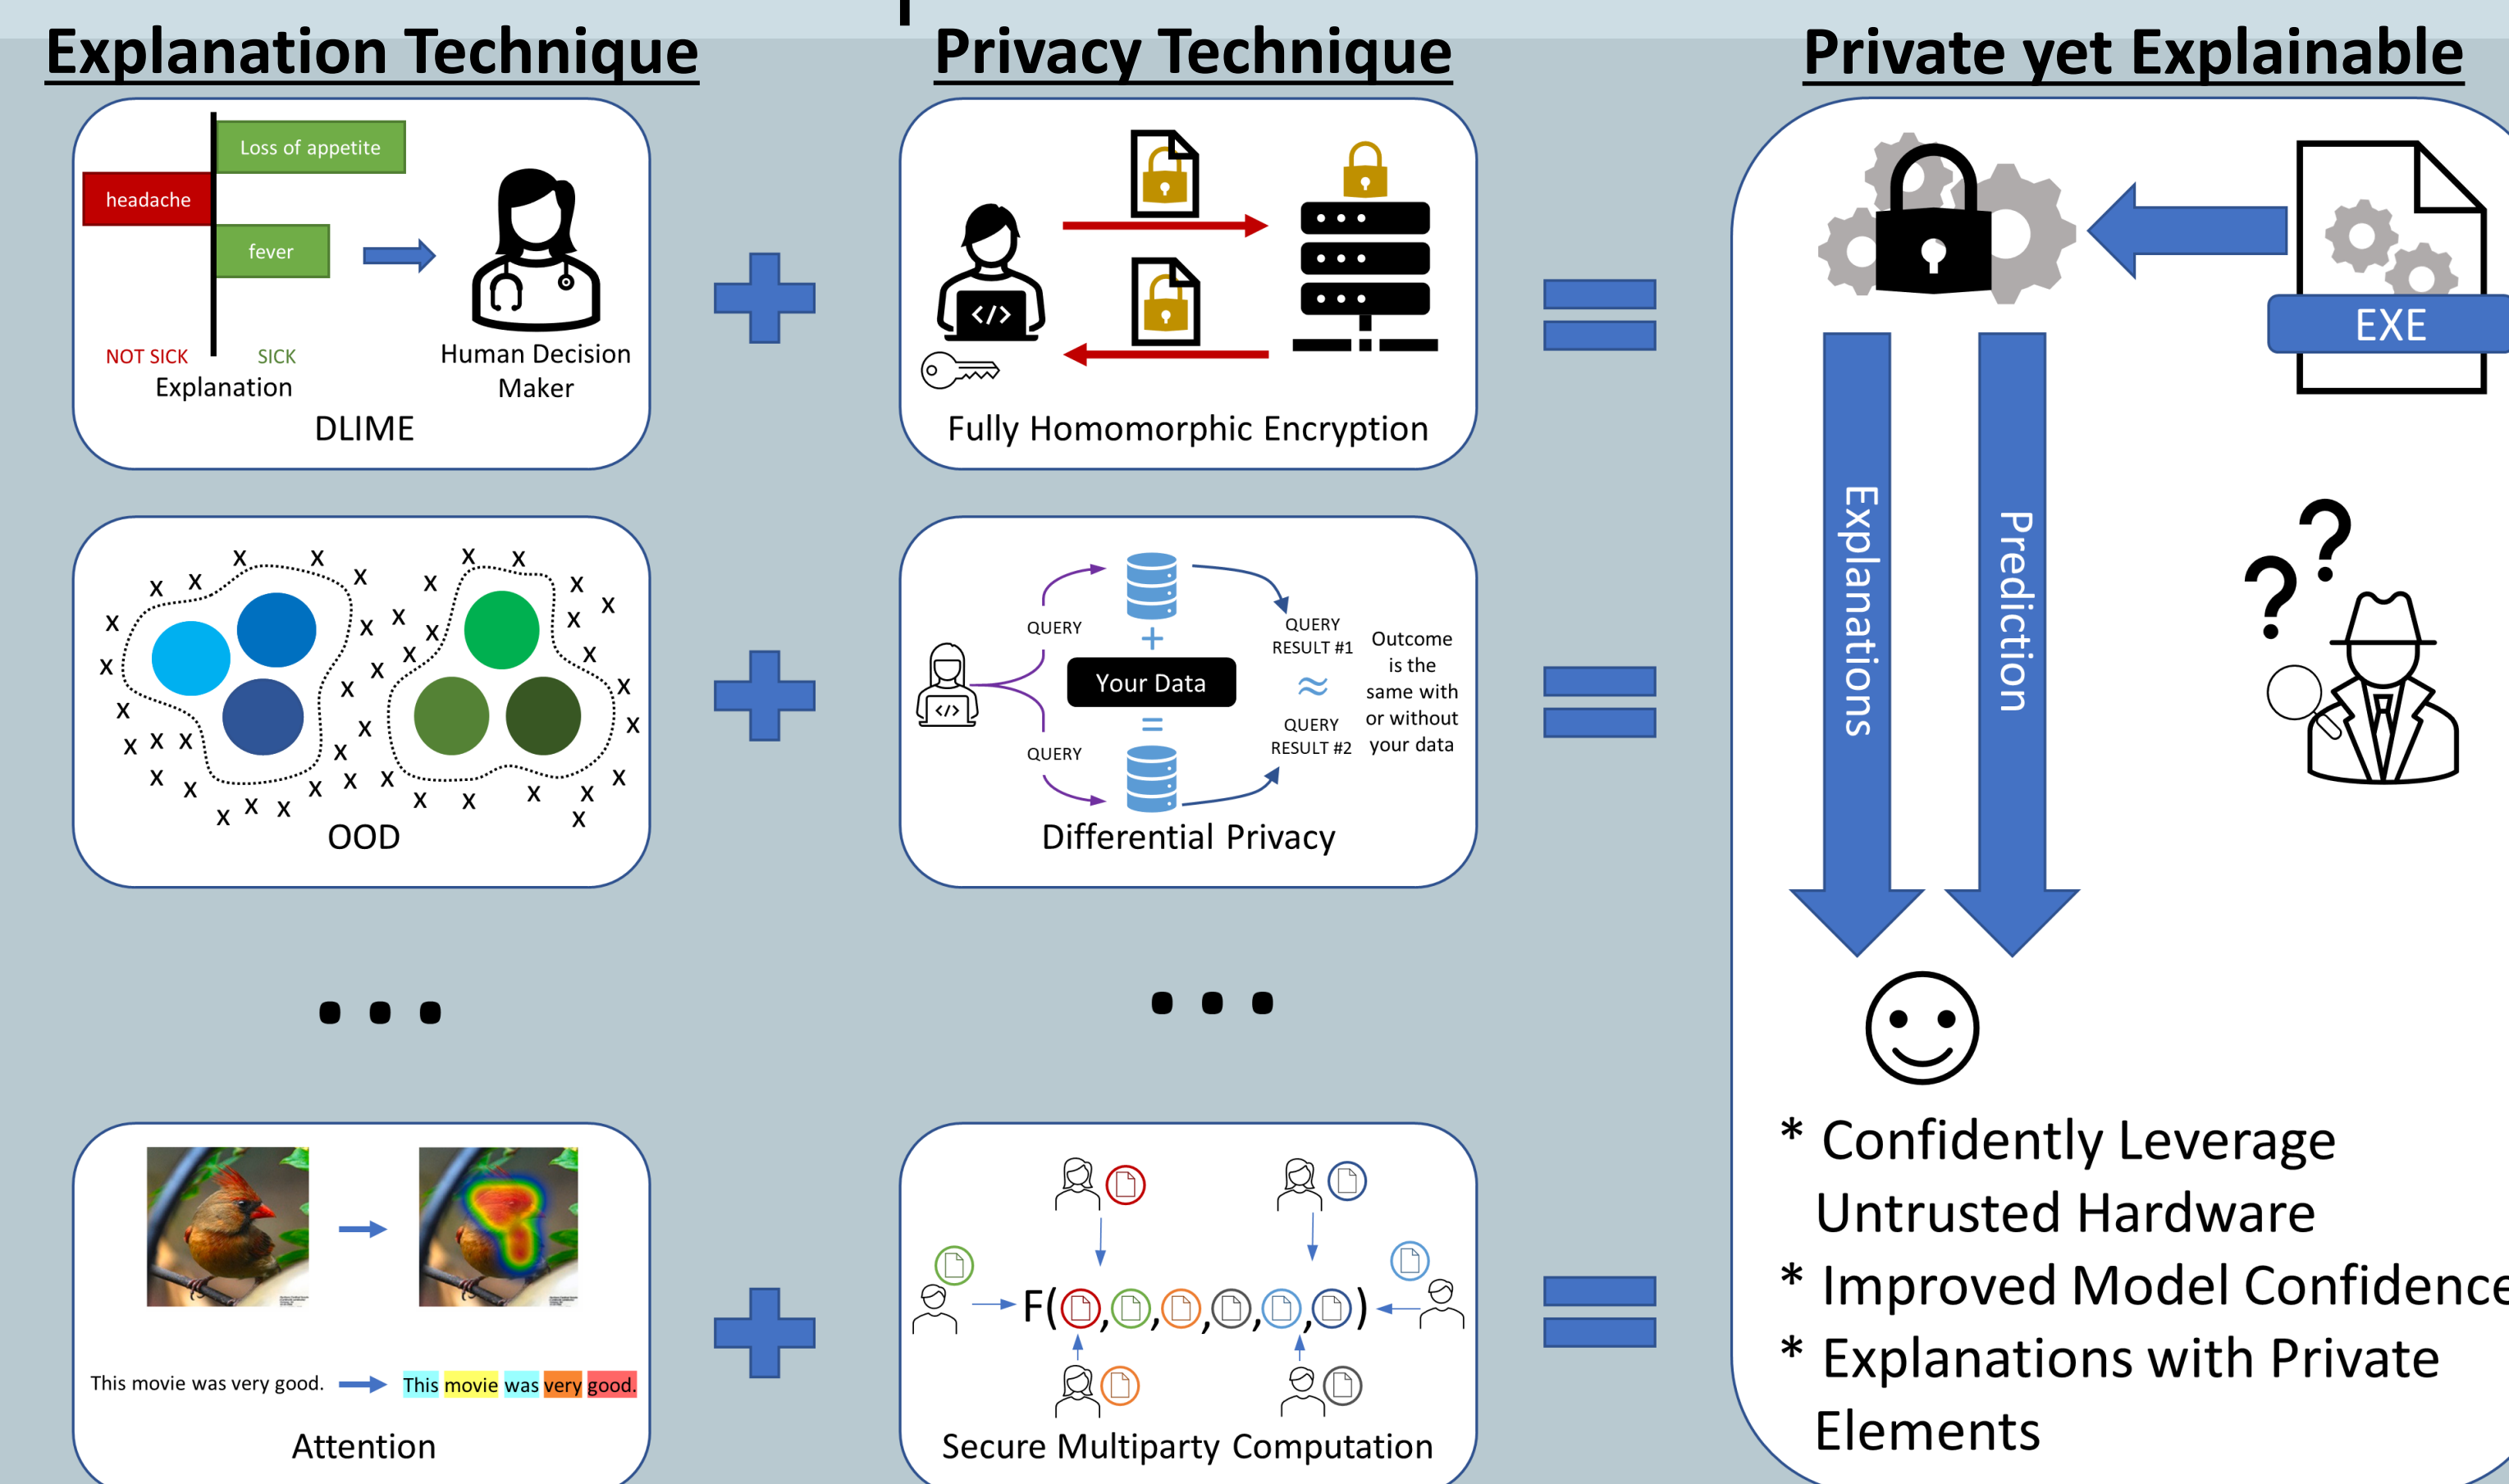 Explanation Technique
Privacy Technique
Private yet Explainable
Loss of appetite
headache
fever
NOT SICK
SICK
Explanation
Human Decision
Maker
DLIME
</>
Fully Homomorphic Encryption
EXE
Explanations
Prediction
x x x x x x x x x x x x x x x x x x x x x x x x x x x x x x x x x x x x x x x x x x x x x x
OOD
QUERY
QUERY
</>
+
Your Data
=
QUERY
RESULT #1
≈
QUERY
RESULT #2
Outcome
is the
same with
or without
your data
Differential Privacy
? ?
...
...
This movie was very good.
This movie was very good.
Attention
F( , , , , , )
Secure Multiparty Computation
* Confidently Leverage
Untrusted Hardware
* Improved Model Confidence
* Explanations with Private
Elements